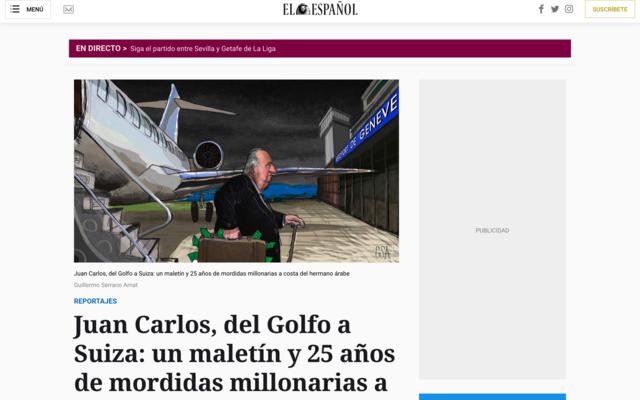 MENÚ
EL ESPAÑOL
SUSCRÍBETE
EN DIRECTO > Siga el partido entre Sevilla y Getafe de La Liga
AEROPORT DE GENEVE
GSA
PUBLICIDAD
Juan Carlos, del Golfo a Suiza: un maletín y 25 años de mordidas millonarias a costa del hermano árabe
Guillermo Serrano Amat
REPORTAJES
Juan Carlos, del Golfo a
Suiza: un maletín y 25 años
de mordidas millonarias a